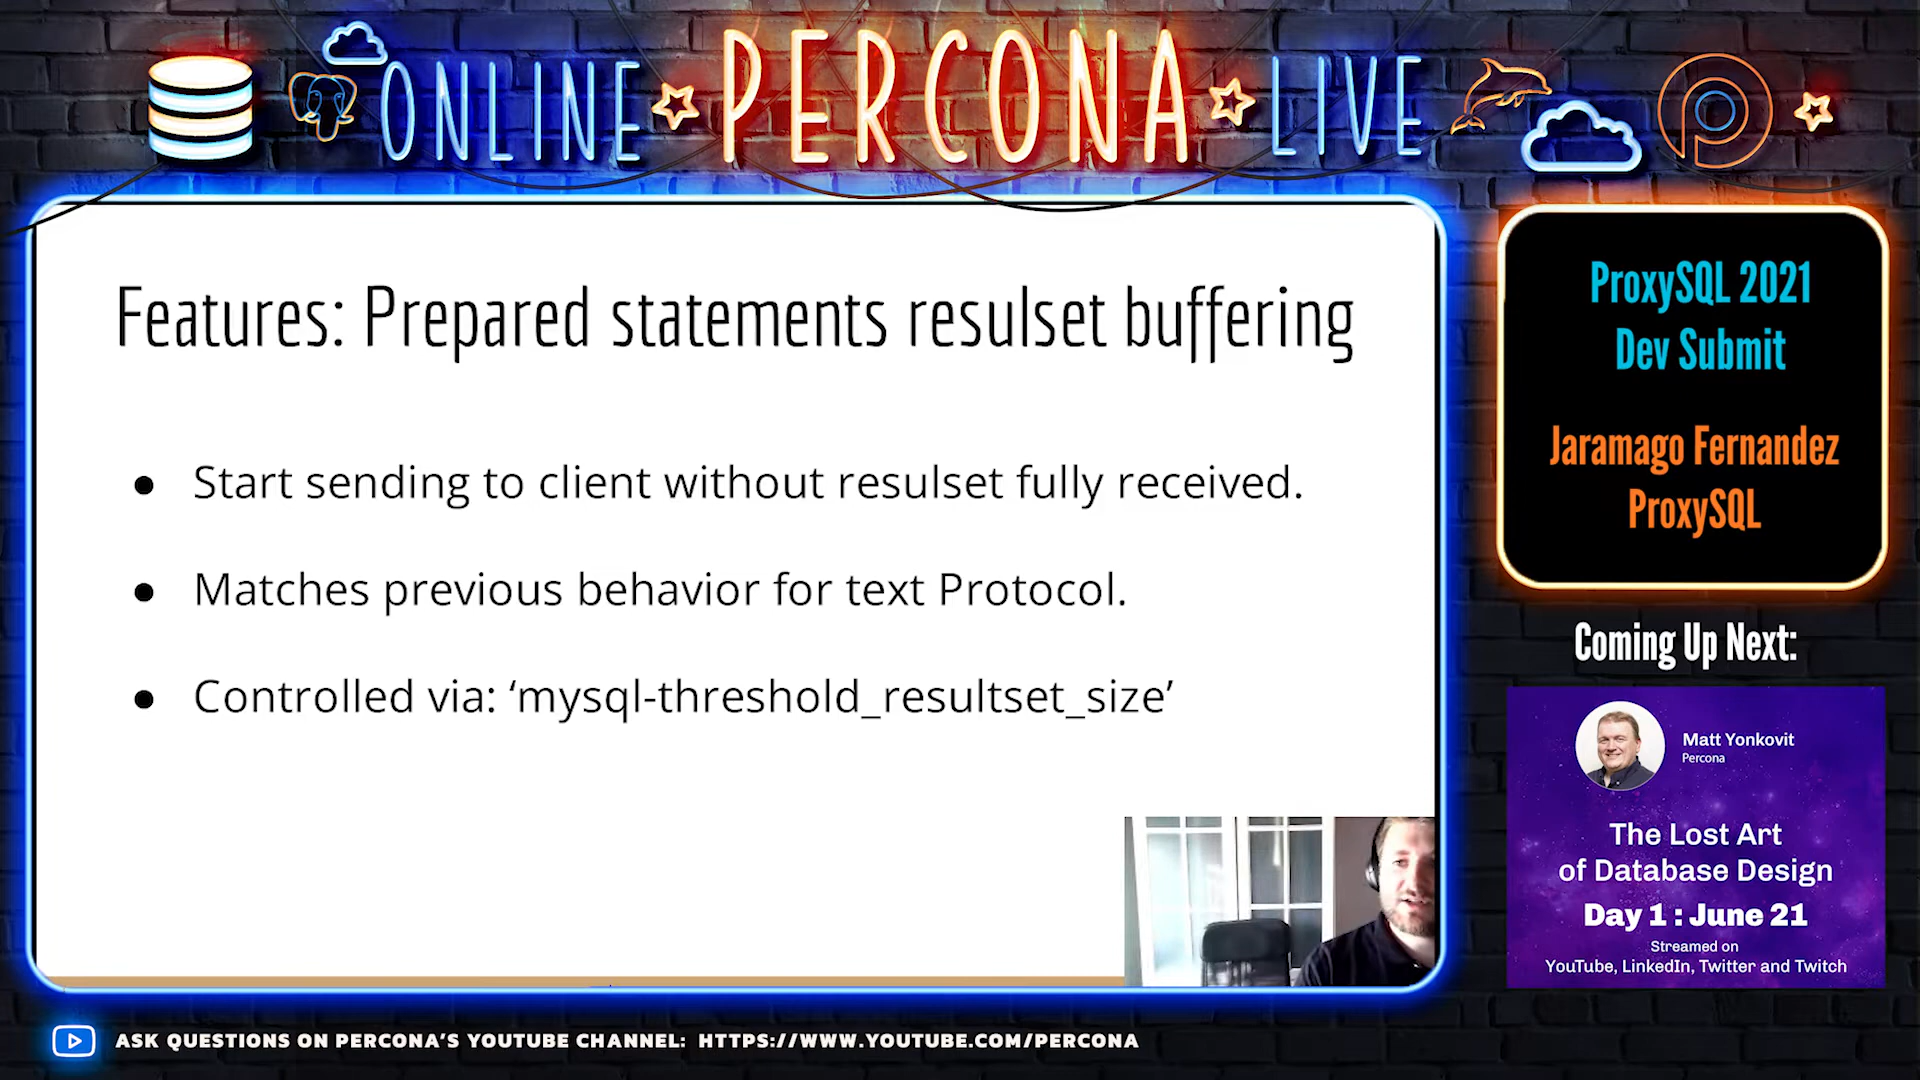 ONLINE PERCONA LIVE
Features: Prepared statements resulset buffering
● Start sending to client without resulset fully received.
● Matches previous behavior for text Protocol.
● Controlled via: ‘mysql-threshold_resultset_size’
ProxySQL 2021
Dev Submit
Jaramago Fernandez
ProxySQL
Coming Up Next:
Matt Yonkovit
Percona
The Lost Art
of Database Design
Day 1 : June 21
Streamed on
YouTube, LinkedIn, Twitter and Twitch
ASK QUESTIONS ON PERCONA’S YOUTUBE CHANNEL: HTTPS://WWW.YOUTUBE.COM/PERCONA